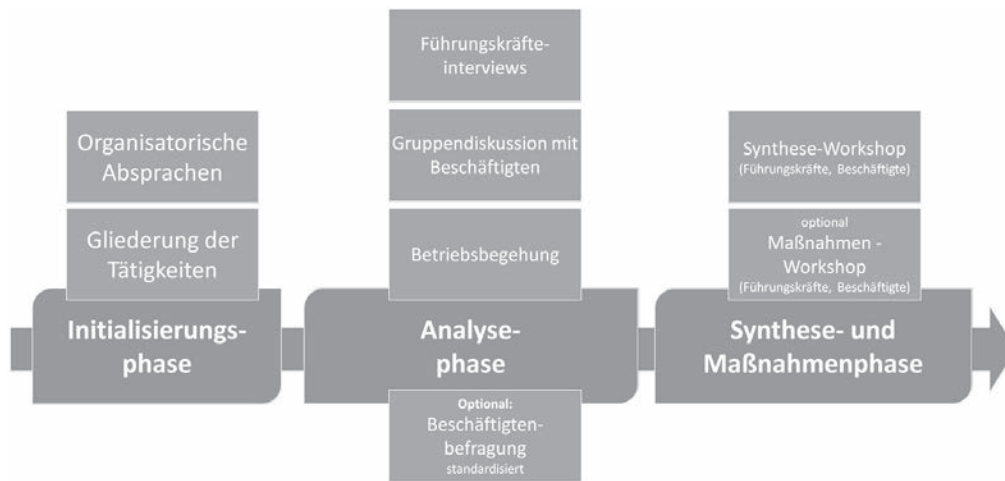 Organisatorische
Absprachen
Gliederung der
Tätigkeiten
Initialisierungs-
phase
Führungskräfte-
interviews
Gruppendiskussion mit
Beschäftigten
Betriebsbegehung
Analyse-
phase
Optional:
Beschäftigten-
befragung
standardisiert
Synthese-Workshop
(Führungskräfte, Beschäftigte)
optional
Maßnahmen -
Workshop
(Führungskräfte, Beschäftigte)
Synthese- und
Maßnahmenphase